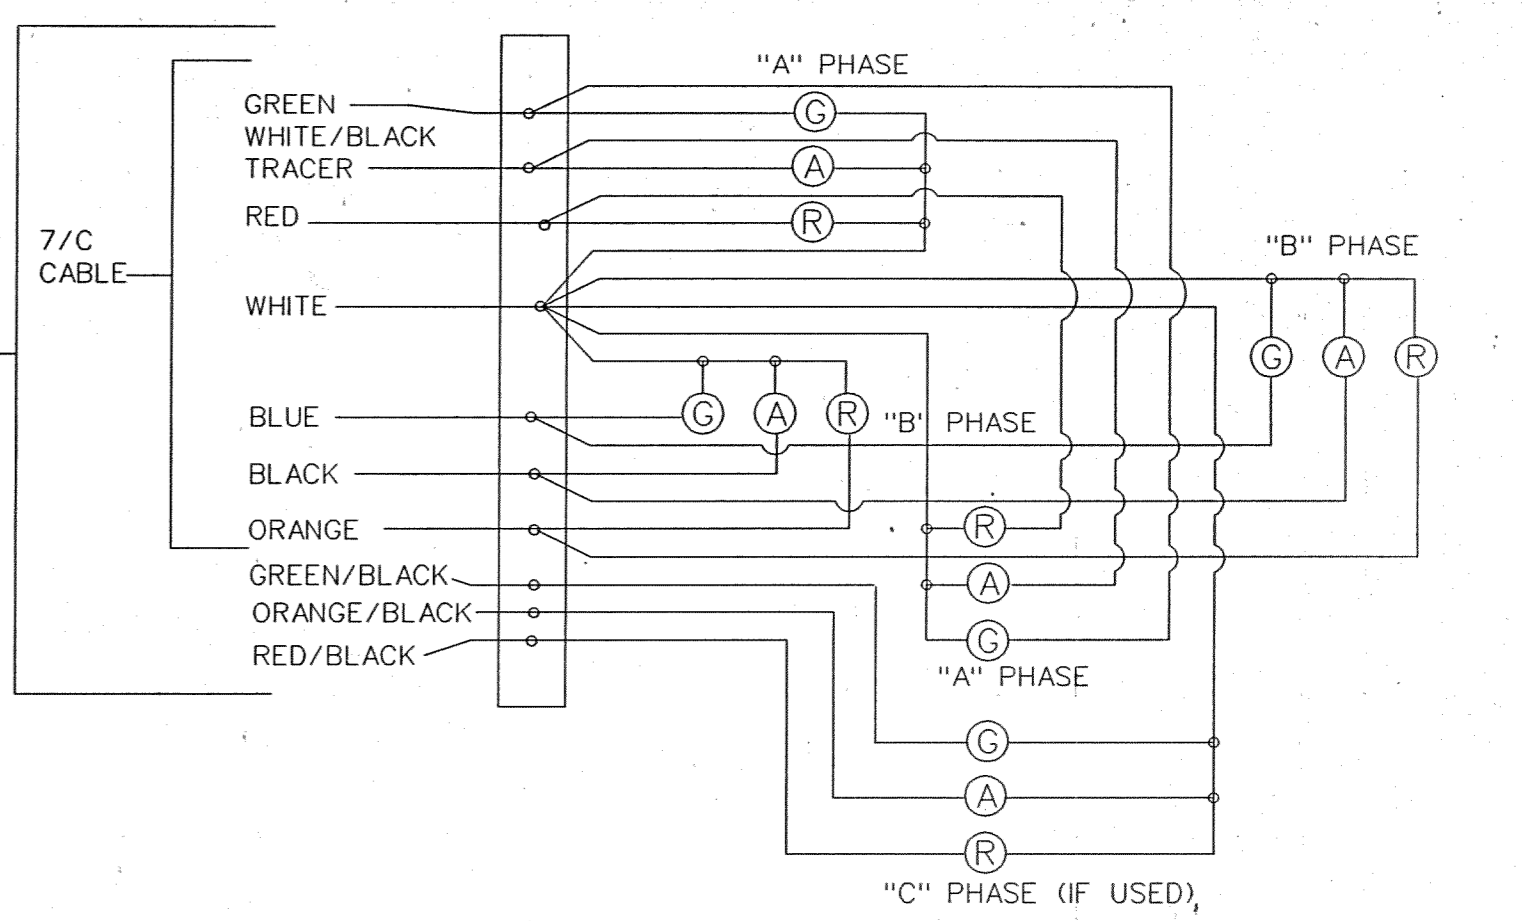 "A" PHASE
GREEN
G
WHITE/BLACK
TRACER
A
RED
R
7/C
CABLE
"B" PHASE
WHITE
G
A
R
BLUE
G
A
R
"B' PHASE
BLACK
ORANGE
R
GREEN/BLACK
A
ORANGE/BLACK
G
RED/BLACK
"A" PHASE
G
A
R
"C" PHASE (IF USED),